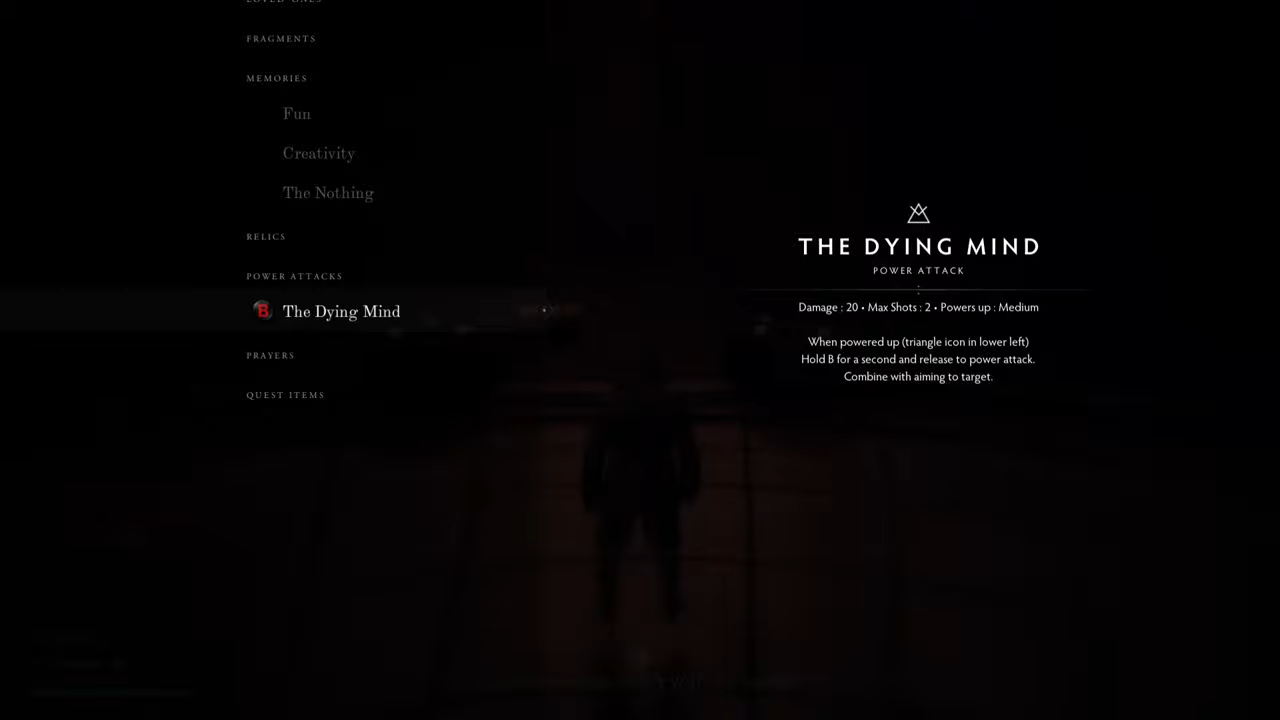 LOVED ONES
FRAGMENTS
MEMORIES
Fun
Creativity
The Nothing
RELICS
POWER ATTACKS
B The Dying Mind
PRAYERS
QUEST ITEMS
THE DYING MIND
POWER ATTACK
Damage : 20 • Max Shots : 2 • Powers up : Medium
When powered up (triangle icon in lower left)
Hold B for a second and release to power attack.
Combine with aiming to target.